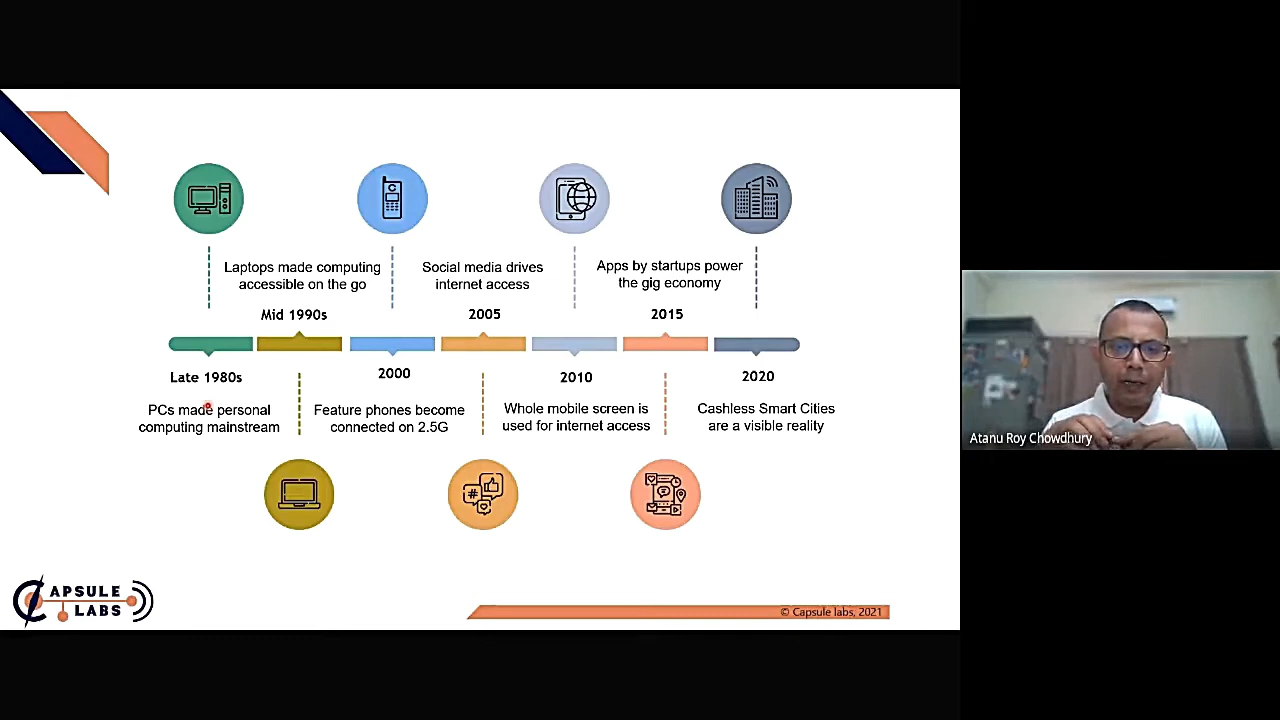 Laptops made computing
accessible on the go
Mid 1990s
Social media drives
internet access
2005
Apps by startups power
the gig economy
2015
Late 1980s
PCs made personal
computing mainstream
2000
Feature phones become
connected on 2.5G
2010
Whole mobile screen is
used for internet access
2020
Cashless Smart Cities
are a visible reality
#
Atanu Roy Chowdhury
CAPSULE
LABS
© Capsule labs, 2021